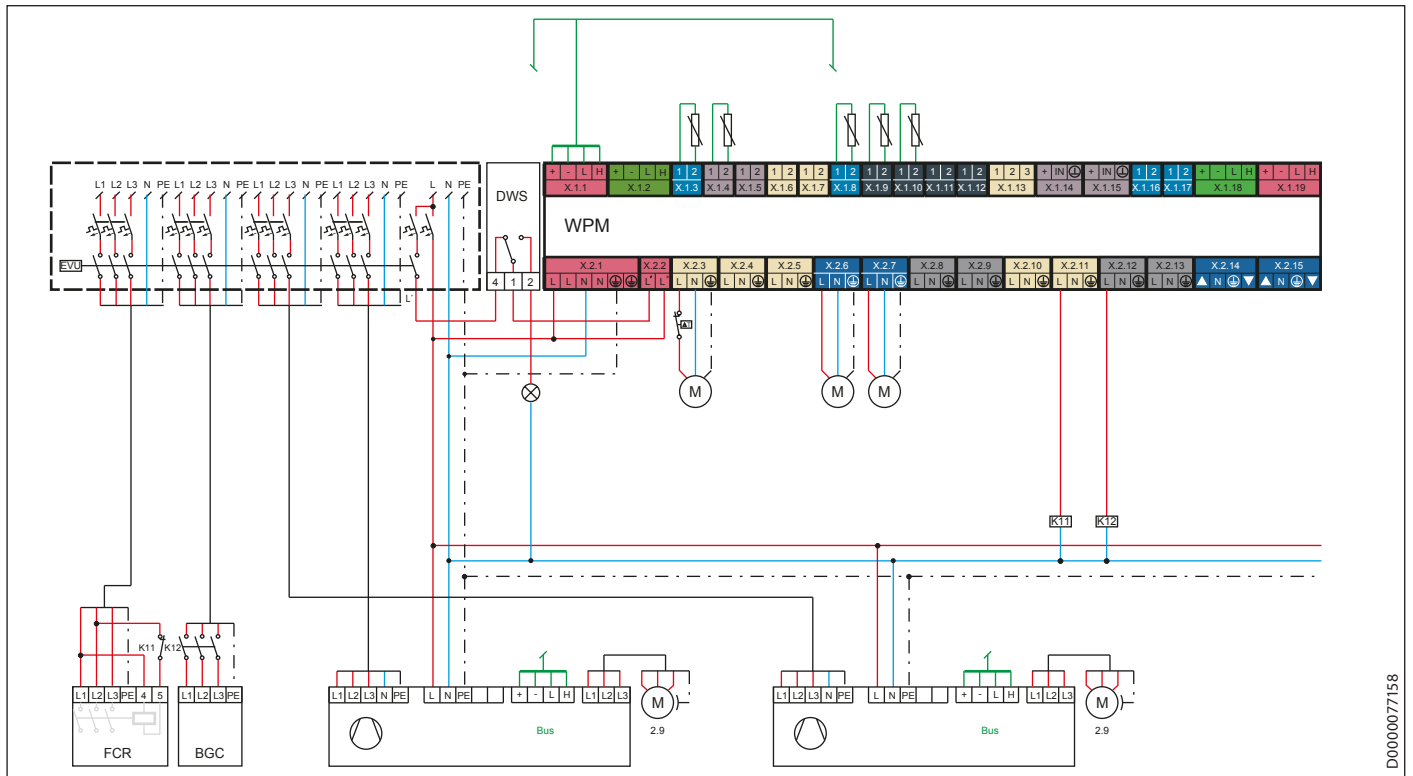 L1 L2 L3 N PE L1 L2 L3 N PE L1 L2 L3 N PE L1 L2 L3 N PE L N PE
EVU
L'
DWS
4 1 2
+ - L H + - L H 1 2 1 2 1 2 1 2 1 2 1 2 1 2 1 2 1 2 1 2 1 2 3 + IN + IN 1 2 1 2 + - L H + - L H
X.1.1 X.1.2 X.1.3 X.1.4 X.1.5 X.1.6 X.1.7 X.1.8 X.1.9 X.1.10 X.1.11 X.1.12 X.1.13 X.1.14 X.1.15 X.1.16 X.1.17 X.1.18 X.1.19
WPM
X.2.1 X.2.2 X.2.3 X.2.4 X.2.5 X.2.6 X.2.7 X.2.8 X.2.9 X.2.10 X.2.11 X.2.12 X.2.13 X.2.14 X.2.15
L L N N L' L' L N L N L N L N L N L N L N L N L N L N L N ▲ N ▼ ▲ N ▼
M M M
K11 K12
K11 K12
L1 L2 L3 PE 4 5
FCR
L1 L2 L3 PE
BGC
L1 L2 L3 N PE L N PE + - L H L1 L2 L3
Bus
M
2.9
L1 L2 L3 N PE L N PE + - L H L1 L2 L3
Bus
M
2.9
D0000077158